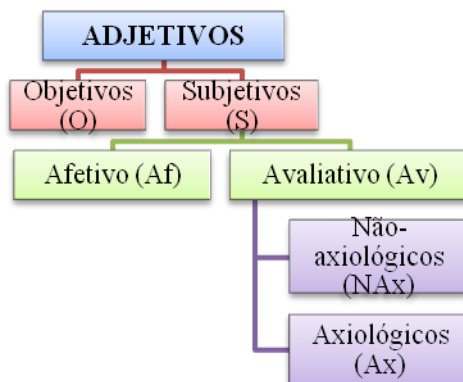 ADJETIVOS
Objetivos
(O)
Subjetivos
(S)
Afetivo (Af)
Avaliativo (Av)
Não-
axiológicos
(NAx)
Axiológicos
(Ax)